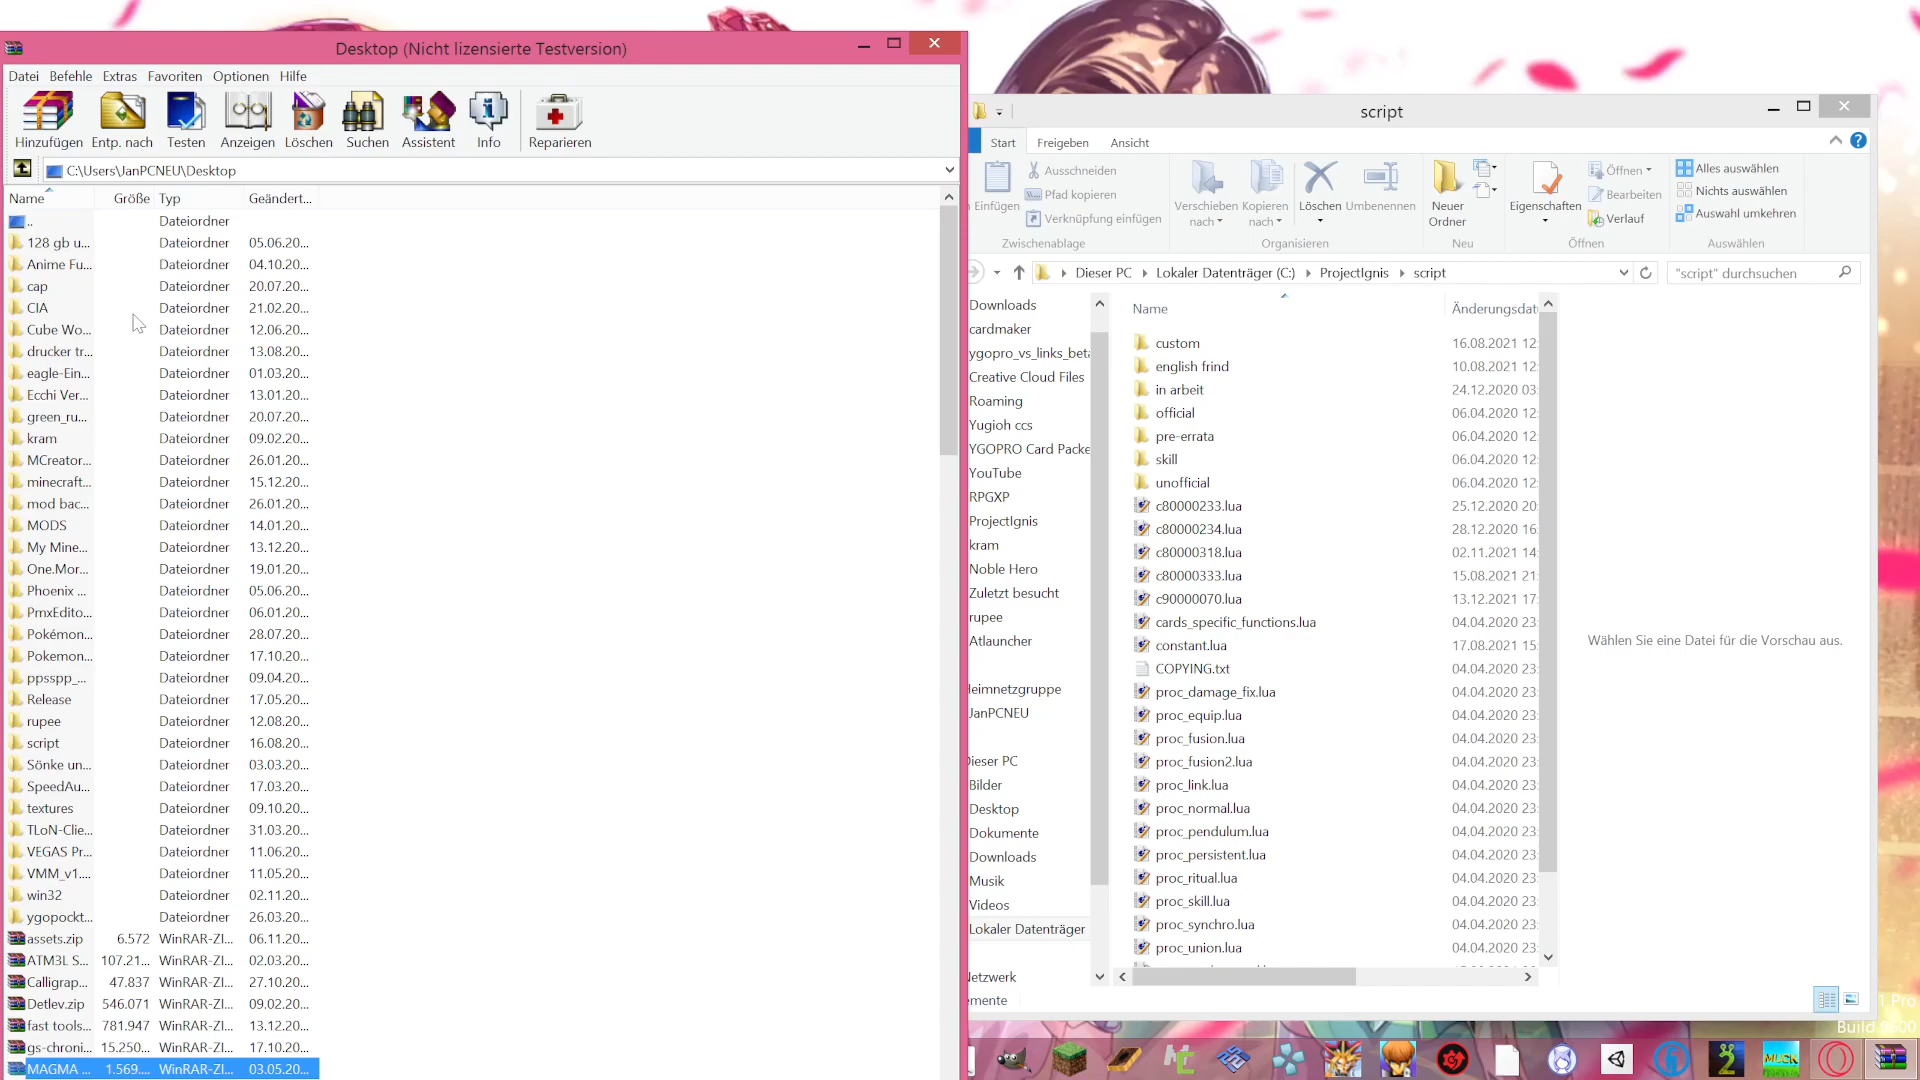 Desktop (Nicht lizensierte Testversion)
Datei Befehle Extras Favoriten Optionen Hilfe
Hinzufügen Entp. nach Testen Anzeigen Löschen Suchen Assistent Info Reparieren
C:\Users\JanPCNEU\Desktop
Name Größe Typ Geändert...
.. Dateiordner
128 gb u... Dateiordner 05.06.20...
Anime Fu... Dateiordner 04.10.20...
cap Dateiordner 20.07.20...
CIA Dateiordner 21.02.20...
Cube Wo... Dateiordner 12.06.20...
drucker tr... Dateiordner 13.08.20...
eagle-Ein... Dateiordner 01.03.20...
Ecchi Ver... Dateiordner 13.01.20...
green_ru... Dateiordner 20.07.20...
kram Dateiordner 09.02.20...
MCreator... Dateiordner 26.01.20...
minecraft... Dateiordner 15.12.20...
mod bac... Dateiordner 26.01.20...
MODS Dateiordner 14.01.20...
My Mine... Dateiordner 13.12.20...
One.Mor... Dateiordner 19.01.20...
Phoenix ... Dateiordner 05.06.20...
PmxEdito... Dateiordner 06.01.20...
Pokémon... Dateiordner 28.07.20...
Pokemon... Dateiordner 17.10.20...
ppsspp_... Dateiordner 09.04.20...
Release Dateiordner 17.05.20...
rupee Dateiordner 12.08.20...
script Dateiordner 16.08.20...
Sönke un... Dateiordner 03.03.20...
SpeedAu... Dateiordner 17.03.20...
textures Dateiordner 09.10.20...
TLoN-Clie... Dateiordner 31.03.20...
VEGAS Pr... Dateiordner 11.06.20...
VMM_v1.... Dateiordner 11.05.20...
win32 Dateiordner 02.11.20...
ygopockt... Dateiordner 26.03.20...
assets.zip 6.572 WinRAR-ZI... 06.11.20...
ATM3L S... 107.21... WinRAR-ZI... 02.03.20...
Calligrap... 47.837 WinRAR-ZI... 27.10.20...
Detlev.zip 546.071 WinRAR-ZI... 09.02.20...
fast tools... 781.947 WinRAR-ZI... 13.12.20...
gs-chroni... 15.250... WinRAR-ZI... 17.10.20...
MAGMA ... 1.569.... WinRAR-ZI... 03.05.20...
script
Start Freigeben Ansicht
Einfügen
Ausschneiden
Pfad kopieren
Verknüpfung einfügen
Zwischenablage
Verschieben nach
Kopieren nach
Löschen
Umbenennen
Organisieren
Neuer Ordner
Neu
Eigenschaften
Öffnen
Bearbeiten
Verlauf
Öffnen
Alles auswählen
Nichts auswählen
Auswahl umkehren
Auswählen
Dieser PC Lokaler Datenträger (C:) ProjectIgnis script
"script" durchsuchen
Downloads
cardmaker
ygopro_vs_links_beta
Creative Cloud Files
Roaming
Yugioh ccs
YGOPRO Card Packe
YouTube
RPGXP
ProjectIgnis
kram
Noble Hero
Zuletzt besucht
rupee
Atlauncher
Heimnetzgruppe
JanPCNEU
Dieser PC
Bilder
Desktop
Dokumente
Downloads
Musik
Videos
Lokaler Datenträger
Netzwerk
emente
Name Änderungsdat
custom 16.08.2021 12:
english frind 10.08.2021 12:
in arbeit 24.12.2020 03:
official 06.04.2020 12:
pre-errata 06.04.2020 12:
skill 06.04.2020 12:
unofficial 06.04.2020 12:
c80000233.lua 25.12.2020 20:
c80000234.lua 28.12.2020 16:
c80000318.lua 02.11.2021 14:
c80000333.lua 15.08.2021 21:
c90000070.lua 13.12.2021 17:
cards_specific_functions.lua 04.04.2020 23:
constant.lua 17.08.2021 15:
COPYING.txt 04.04.2020 23:
proc_damage_fix.lua 04.04.2020 23:
proc_equip.lua 04.04.2020 23:
proc_fusion.lua 04.04.2020 23:
proc_fusion2.lua 04.04.2020 23:
proc_link.lua 04.04.2020 23:
proc_normal.lua 04.04.2020 23:
proc_pendulum.lua 04.04.2020 23:
proc_persistent.lua 04.04.2020 23:
proc_ritual.lua 04.04.2020 23:
proc_skill.lua 04.04.2020 23:
proc_synchro.lua 04.04.2020 23:
proc_union.lua 04.04.2020 23:
Wählen Sie eine Datei für die Vorschau aus.
1 Pro
Build 9600
MUCK